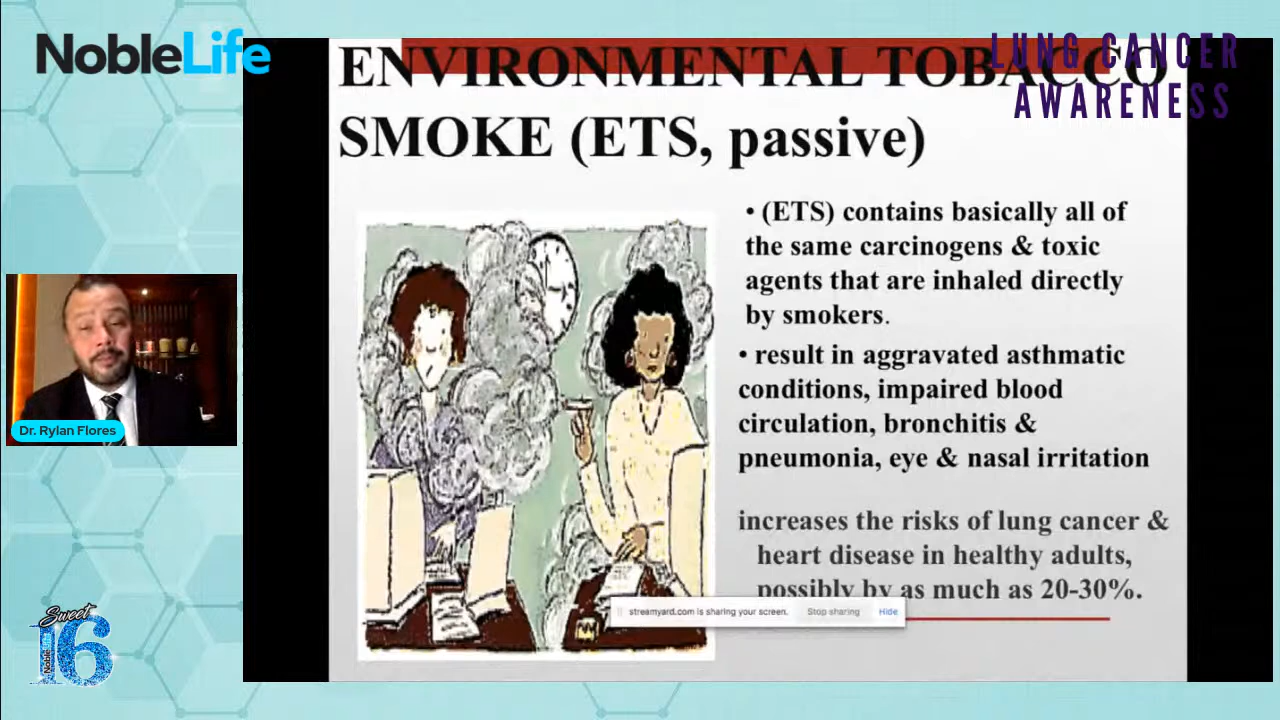 NobleLife
LUNG CANCER
AWARENESS
ENVIRONMENTAL TOBACCO
SMOKE (ETS, passive)
• (ETS) contains basically all of
the same carcinogens & toxic
agents that are inhaled directly
by smokers.
• result in aggravated asthmatic
conditions, impaired blood
circulation, bronchitis &
pneumonia, eye & nasal irritation
increases the risks of lung cancer &
heart disease in healthy adults,
possibly by as much as 20-30%.
streamyard.com is sharing your screen. Stop sharing Hide
Dr. Rylan Flores
Sweet
16
Noble